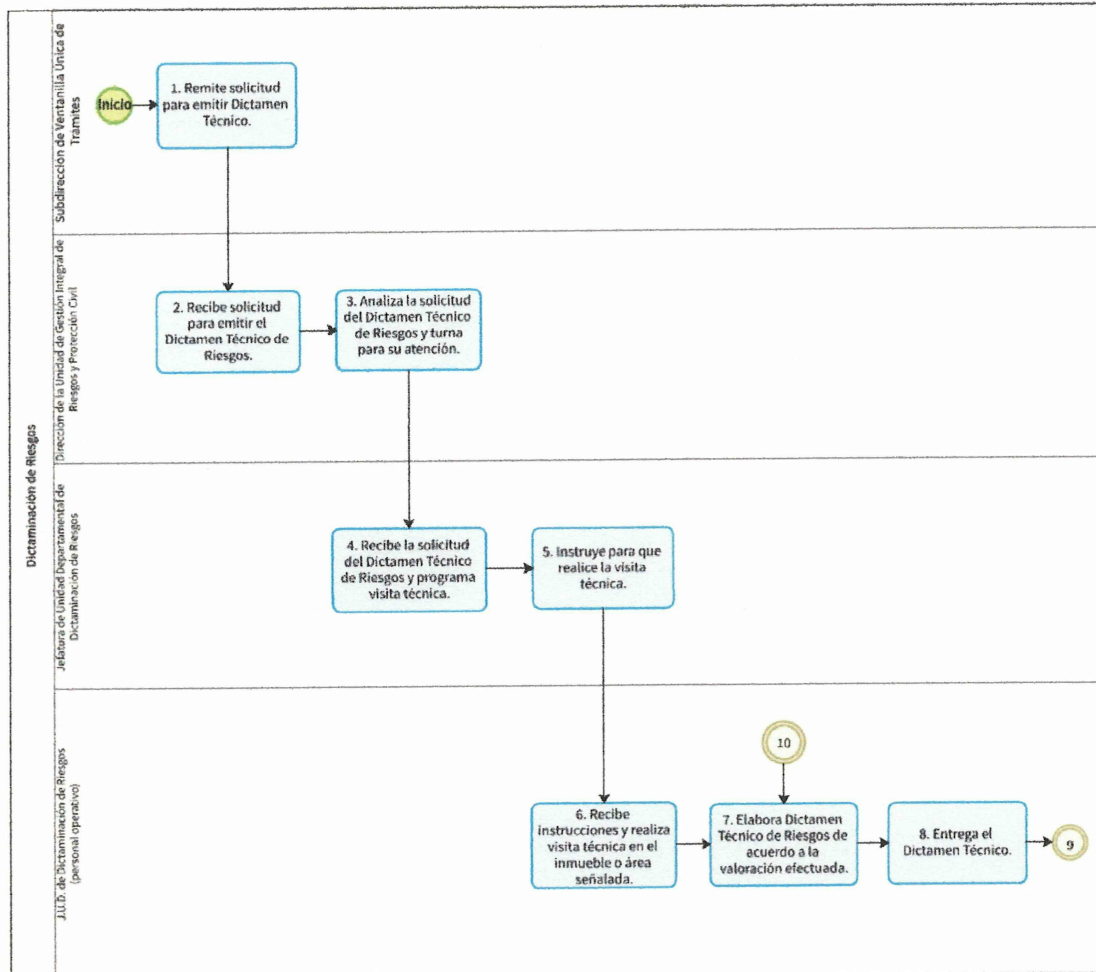 Dictaminación de Riesgos
Subdireccion de Ventanilla Única de
Trámites
Inicio
1. Remite solicitud
para emitir Dictamen
Técnico.
Dirección de la Unidad de Gestión Integral de
Riesgos y Protección Civil
2. Recibe solicitud
para emitir el
Dictamen Técnico de
Riesgos.
3. Analiza la solicitud
del Dictamen Técnico
de Riesgos y turna
para su atención.
Jefatura de Unidad Departamental de
Dictaminación de Riesgos
4. Recibe la solicitud
del Dictamen Técnico
de Riesgos y programa
visita técnica.
5. Instruye para que
realice la visita
técnica.
J.U.D. de Dictaminación de Riesgos
(personal operativo)
10
6. Recibe
instrucciones y realiza
visita técnica en el
inmueble o área
señalada.
7. Elabora Dictamen
Técnico de Riesgos de
acuerdo a la
valoración efectuada.
8. Entrega el
Dictamen Técnico.
9